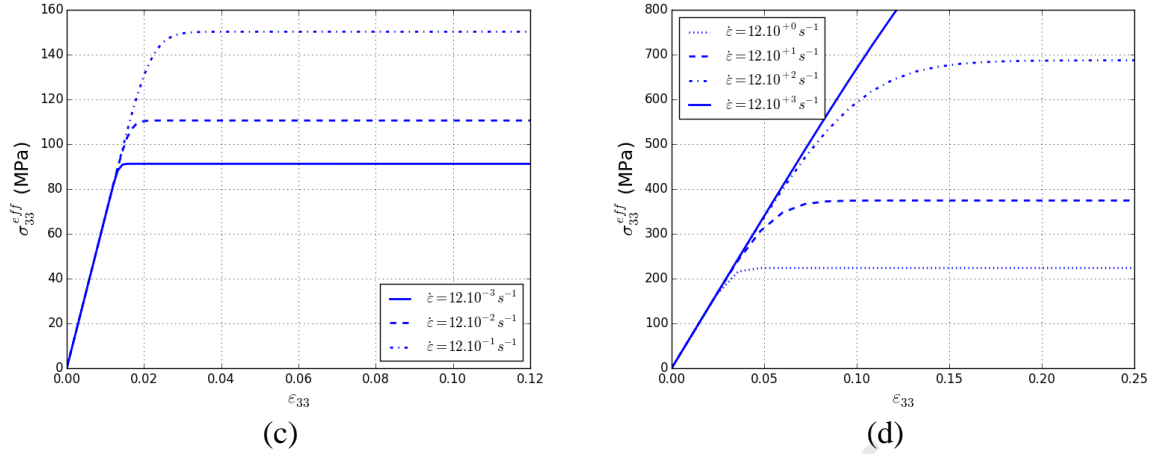 160
140
120
100
80
60
40
20
0
σ₃₃ᵉᶠᶠ (MPa)
ε̇ = 12.10⁻³ s⁻¹
ε̇ = 12.10⁻² s⁻¹
ε̇ = 12.10⁻¹ s⁻¹
0.00 0.02 0.04 0.06 0.08 0.10 0.12
ε₃₃
(c)
800
700
600
500
400
300
200
100
0
σ₃₃ᵉᶠᶠ (MPa)
ε̇ = 12.10⁺⁰ s⁻¹
ε̇ = 12.10⁺¹ s⁻¹
ε̇ = 12.10⁺² s⁻¹
ε̇ = 12.10⁺³ s⁻¹
0.00 0.05 0.10 0.15 0.20 0.25
ε₃₃
(d)